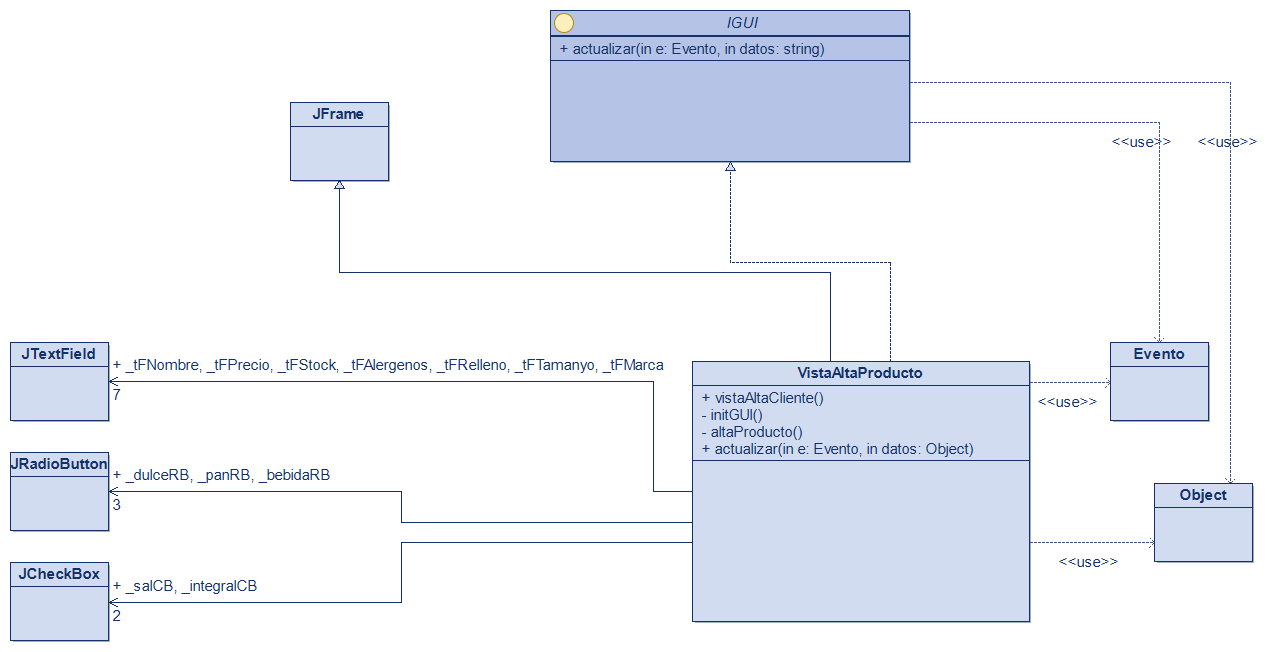 IGUI
+ actualizar(in e: Evento, in datos: string)
JFrame
<<use>>
<<use>>
JTextField
+ _tFNombre, _tFPrecio, _tFStock, _tFAlergenos, _tFRelleno, _tFTamanyo, _tFMarca
7
Evento
VistaAltaProducto
+ vistaAltaCliente()
- initGUI()
- altaProducto()
+ actualizar(in e: Evento, in datos: Object)
<<use>>
JRadioButton
+ _dulceRB, _panRB, _bebidaRB
3
Object
<<use>>
JCheckBox
+ _salCB, _integralCB
2